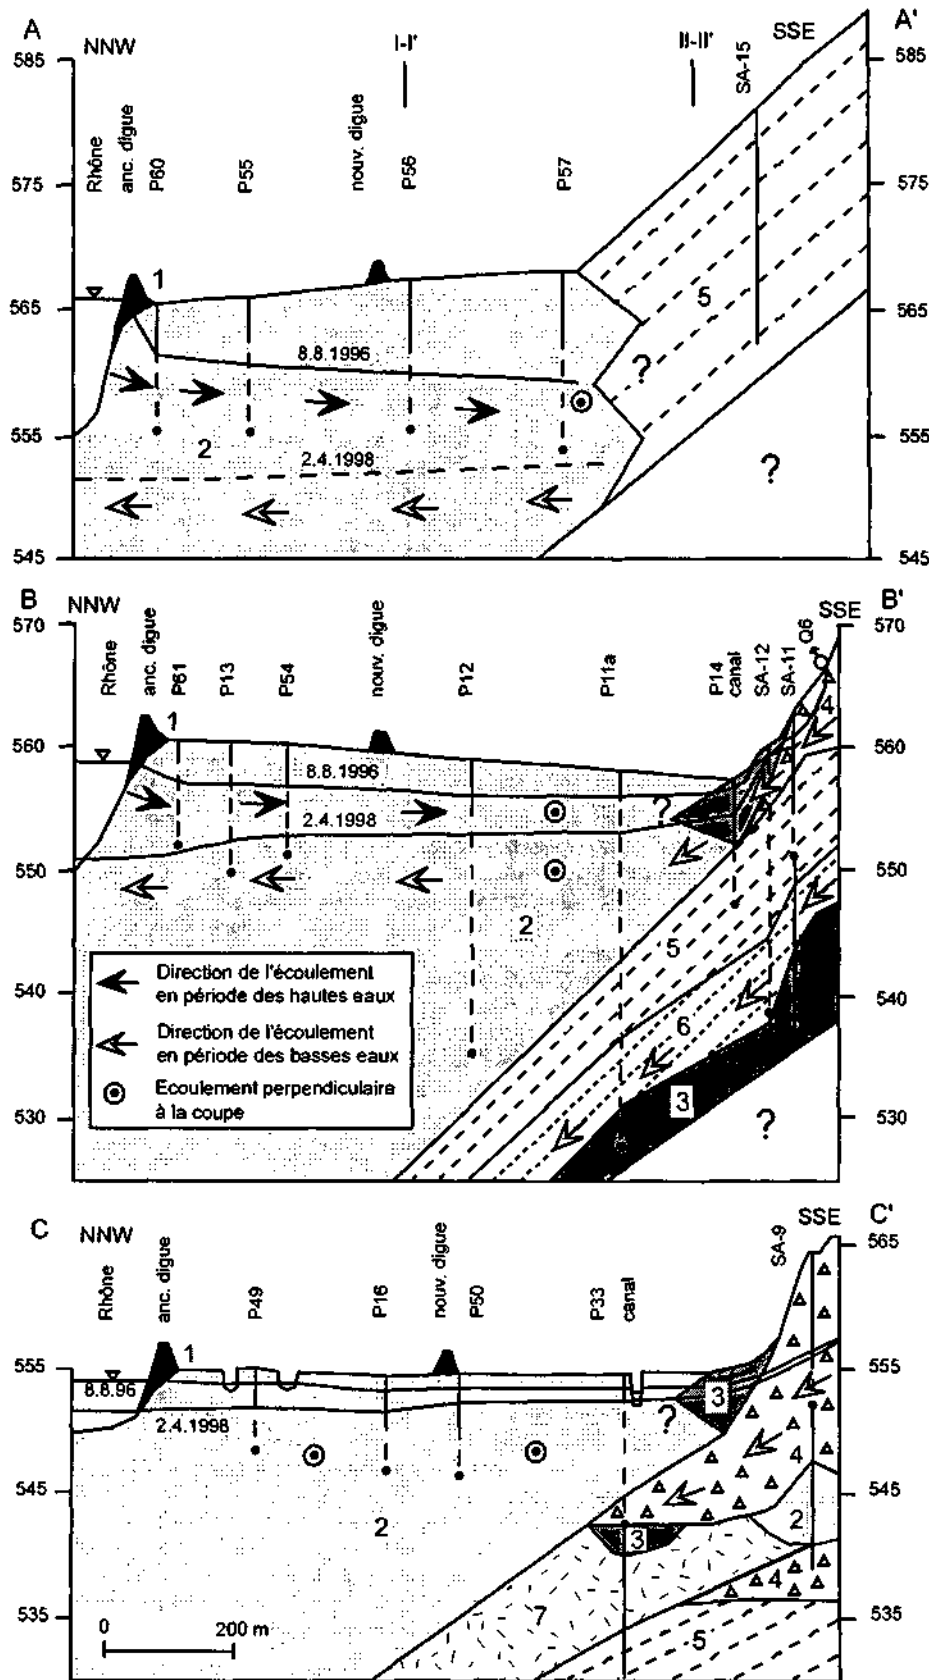 A
A'
NNW
SSE
I-I'
II-II'
585
585
575
575
565
565
555
555
545
545
Rhône
anc. digue
P60
P55
nouv. digue
P56
P57
SA-15
1
8.8.1996
2
2.4.1998
5
?
?
B
B'
NNW
SSE
570
570
560
560
550
550
540
540
530
530
Rhône
anc. digue
P61
P13
P54
nouv. digue
P12
P11a
P14
canal
SA-12
SA-11
Q6
1
8.8.1996
2.4.1998
?
4
2
5
6
3
?
Direction de l'écoulement
en période des hautes eaux
Direction de l'écoulement
en période des basses eaux
Ecoulement perpendiculaire
à la coupe
C
C'
NNW
SSE
565
555
555
545
545
535
535
Rhône
anc. digue
P49
P16
nouv. digue
P50
P33
canal
SA-9
1
8.8.96
2.4.1998
3
?
4
2
2
3
4
7
5
0
200 m